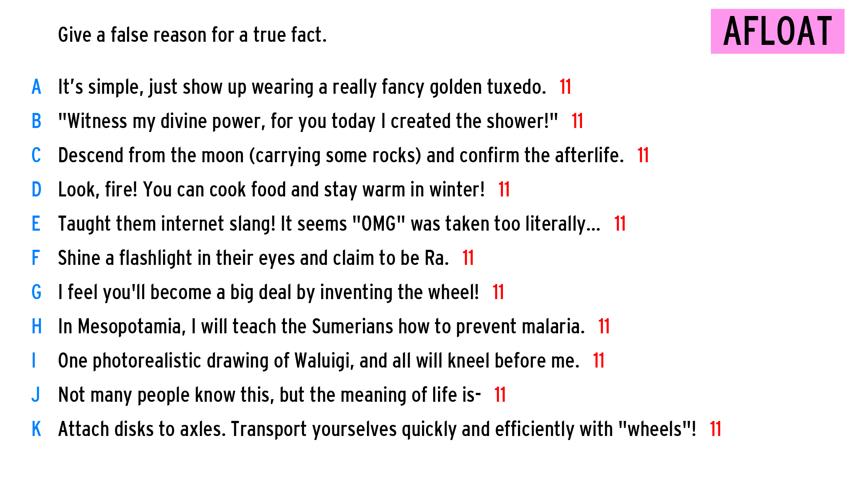 Give a false reason for a true fact.
AFLOAT
A It's simple, just show up wearing a really fancy golden tuxedo. 11
B "Witness my divine power, for you today I created the shower!" 11
C Descend from the moon (carrying some rocks) and confirm the afterlife. 11
D Look, fire! You can cook food and stay warm in winter! 11
E Taught them internet slang! It seems "OMG" was taken too literally... 11
F Shine a flashlight in their eyes and claim to be Ra. 11
G I feel you'll become a big deal by inventing the wheel! 11
H In Mesopotamia, I will teach the Sumerians how to prevent malaria. 11
I One photorealistic drawing of Waluigi, and all will kneel before me. 11
J Not many people know this, but the meaning of life is- 11
K Attach disks to axles. Transport yourselves quickly and efficiently with "wheels"! 11